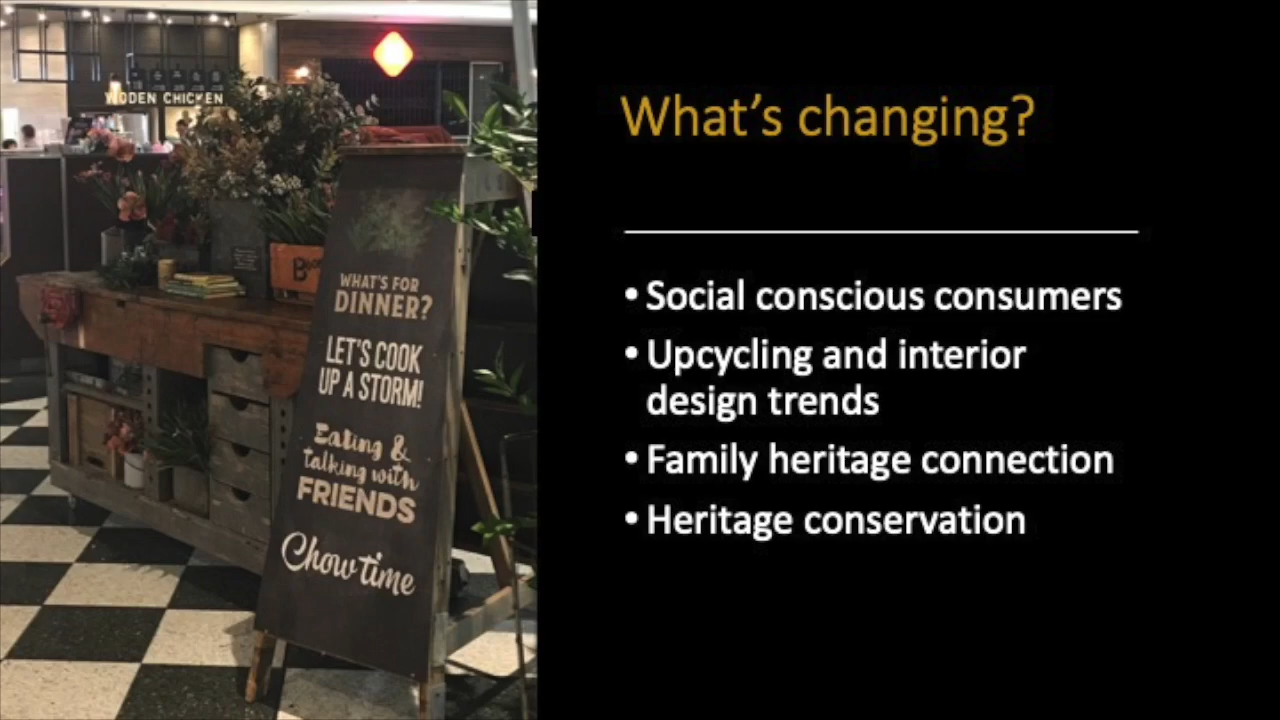 WOODEN CHICKEN
WHAT'S FOR
DINNER?
LET'S COOK
UP A STORM!
Eating &
talking with
FRIENDS
Chow time
What's changing?
• Social conscious consumers
• Upcycling and interior
design trends
• Family heritage connection
• Heritage conservation